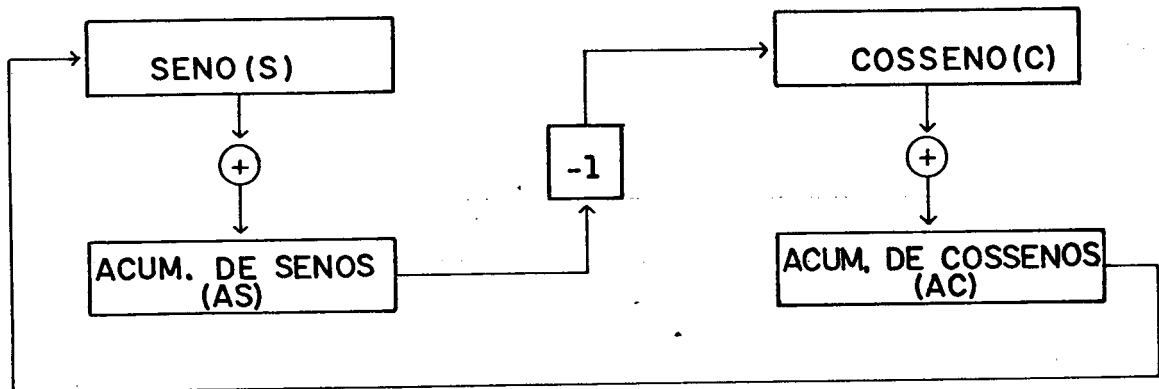 SENO(S)
COSSENO(C)
+
-1
+
ACUM. DE SENOS
(AS)
ACUM. DE COSSENOS
(AC)